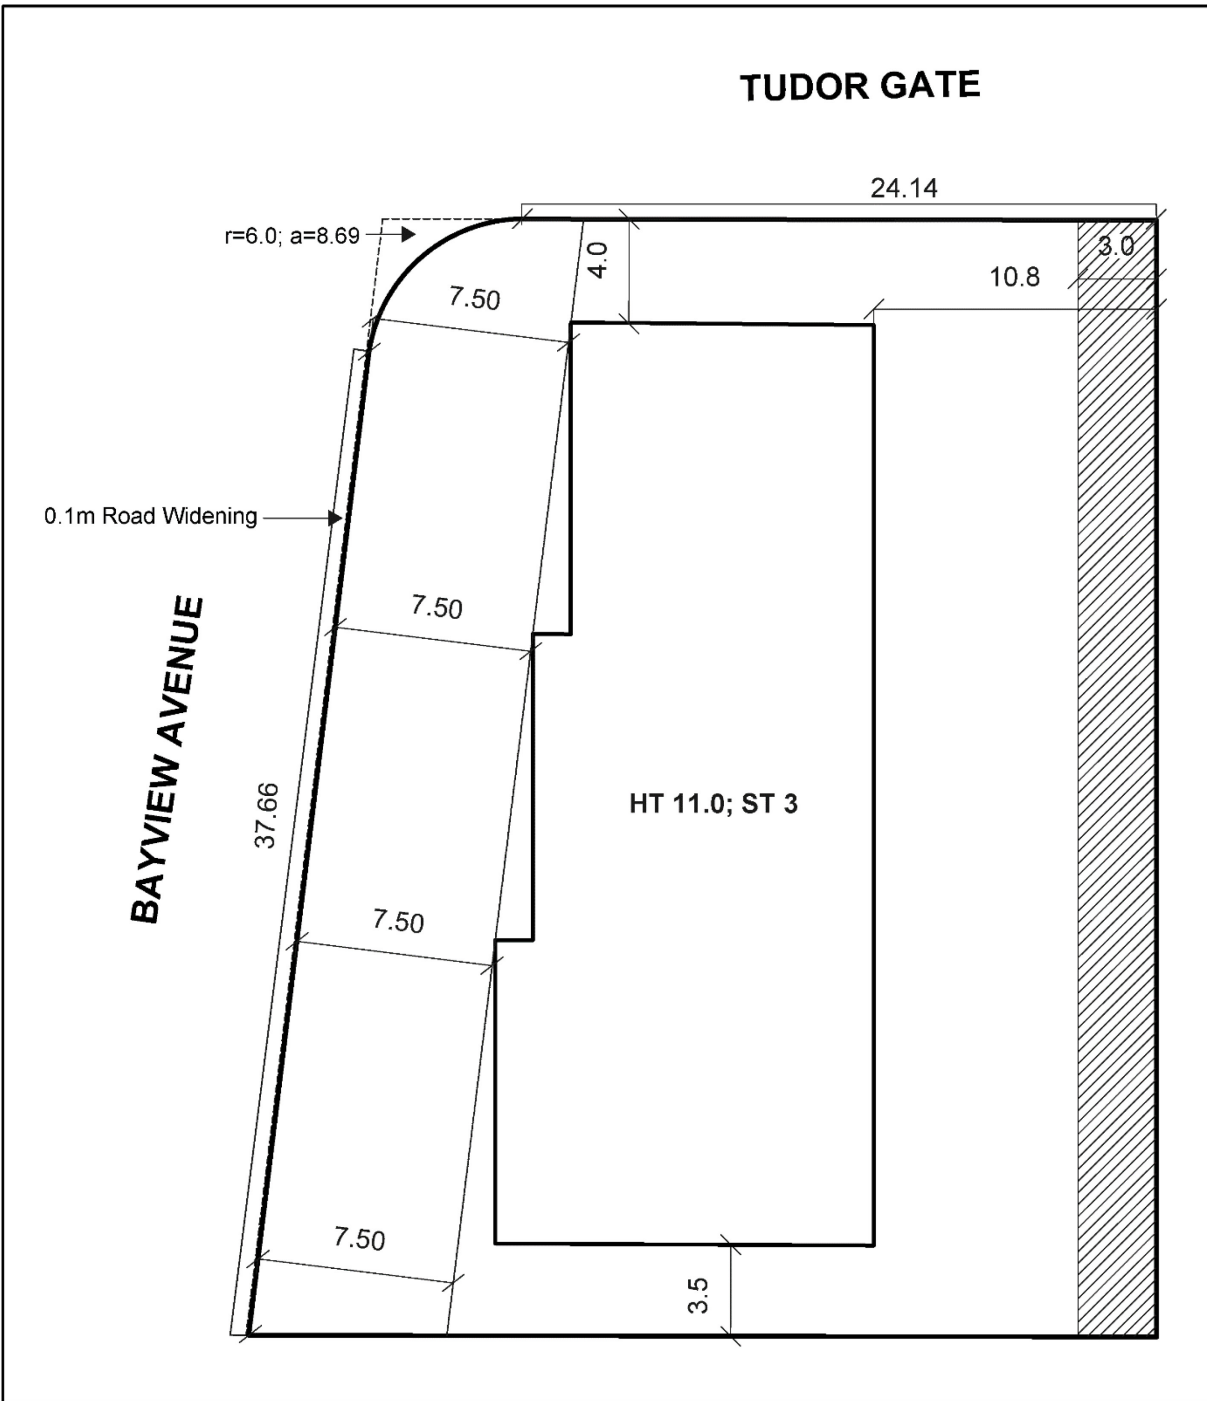 TUDOR GATE
24.14
r=6.0; a=8.69
4.0
3.0
10.8
7.50
0.1m Road Widening
7.50
BAYVIEW AVENUE
37.66
HT 11.0; ST 3
7.50
7.50
3.5